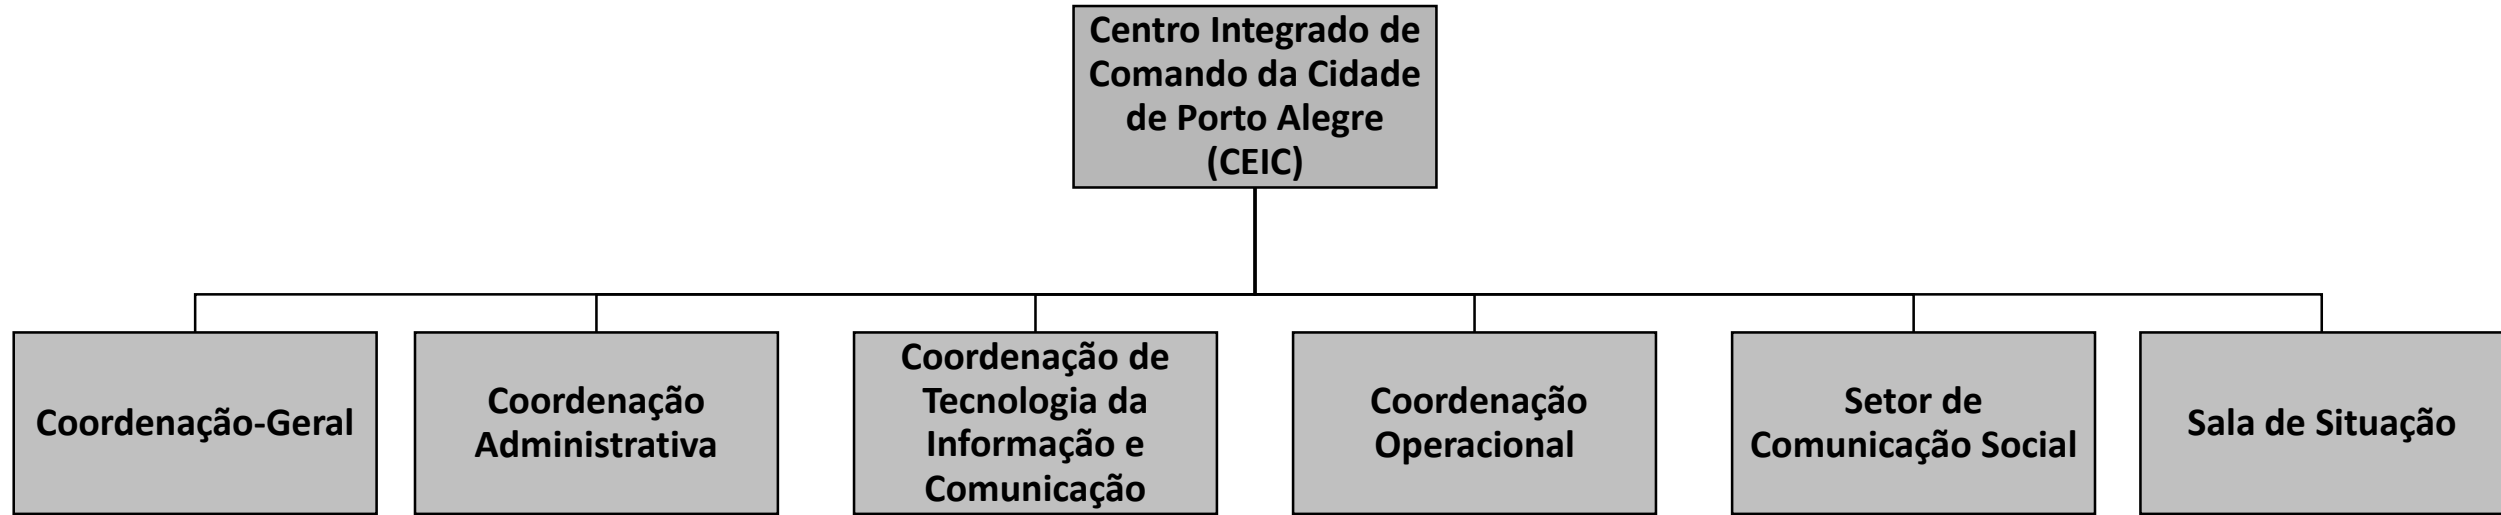 Centro Integrado de
Comando da Cidade
de Porto Alegre
(CEIC)
Coordenação-Geral
Coordenação
Administrativa
Coordenação de
Tecnologia da
Informação e
Comunicação
Coordenação
Operacional
Setor de
Comunicação Social
Sala de Situação